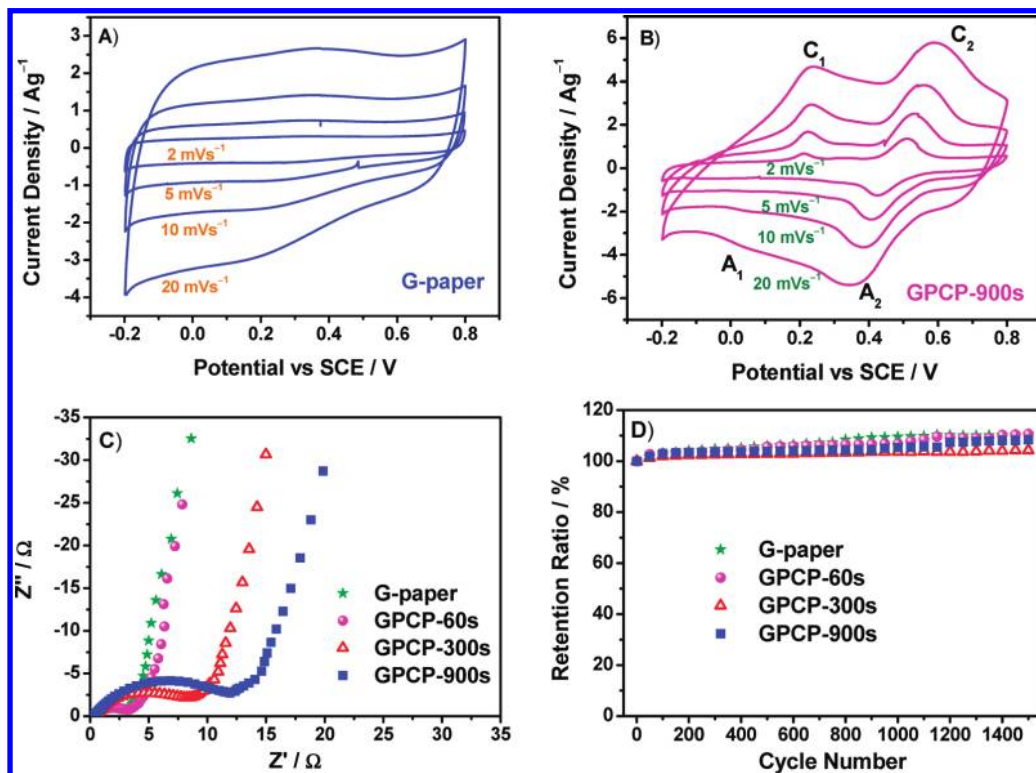 A)
Current Density / Ag⁻¹
3
2
1
0
-1
-2
-3
-4
2 mVs⁻¹
5 mVs⁻¹
10 mVs⁻¹
20 mVs⁻¹
G-paper
-0.2 0.0 0.2 0.4 0.6 0.8
Potential vs SCE / V
B)
Current Density / Ag⁻¹
6
4
2
0
-2
-4
-6
C₁
C₂
2 mVs⁻¹
5 mVs⁻¹
10 mVs⁻¹
20 mVs⁻¹
A₁
A₂
GPCP-900s
-0.2 0.0 0.2 0.4 0.6 0.8
Potential vs SCE / V
C)
Z'' / Ω
-35
-30
-25
-20
-15
-10
-5
0
G-paper
GPCP-60s
GPCP-300s
GPCP-900s
0 5 10 15 20 25 30 35
Z' / Ω
D)
Retention Ratio / %
120
100
80
60
40
20
0
G-paper
GPCP-60s
GPCP-300s
GPCP-900s
0 200 400 600 800 1000 1200 1400
Cycle Number